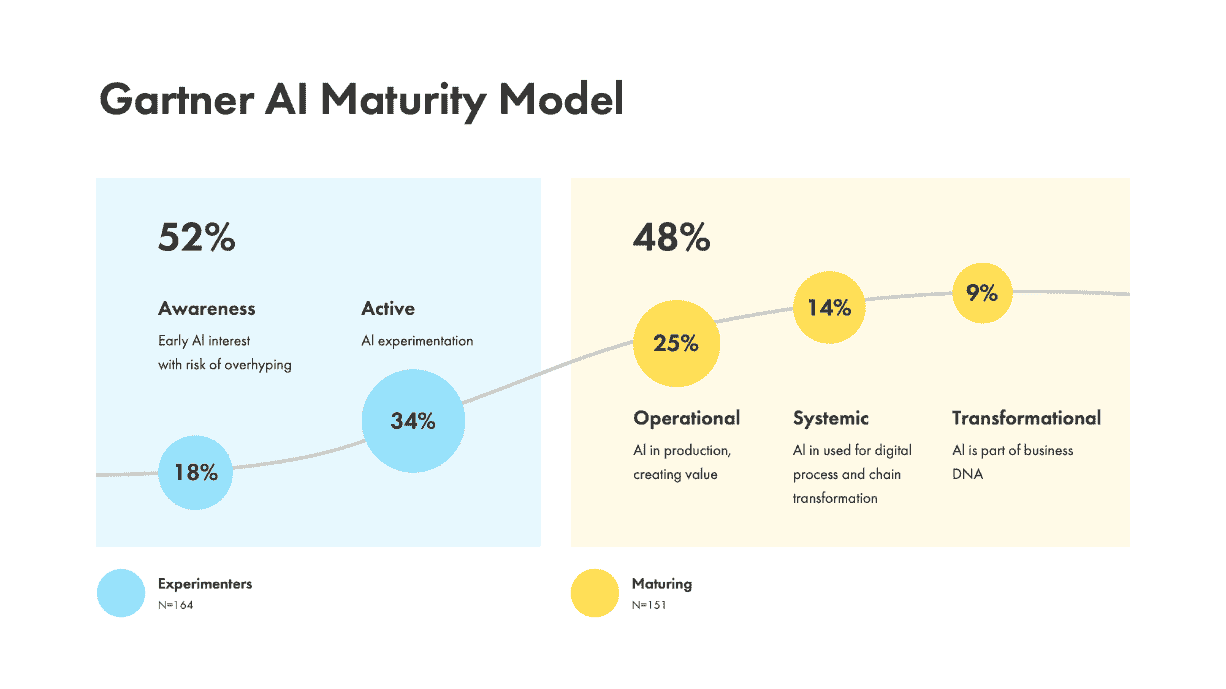 Gartner AI Maturity Model
52%
Awareness
Early AI interest
with risk of overhyping
Active
AI experimentation
18%
34%
48%
25%
14%
9%
Operational
AI in production,
creating value
Systemic
AI in used for digital
process and chain
transformation
Transformational
AI is part of business
DNA
Experimenters
N=164
Maturing
N=151